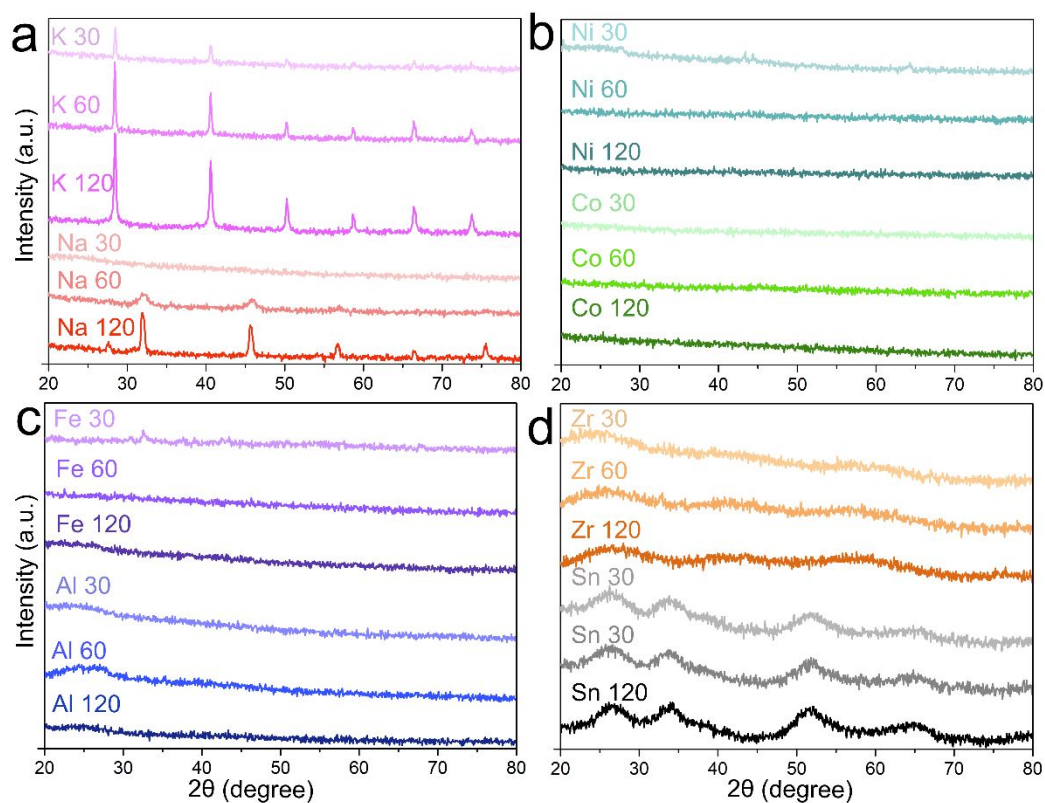 a
K 30
K 60
K 120
Na 30
Na 60
Na 120
Intensity (a.u.)
20 30 40 50 60 70 80
b
Ni 30
Ni 60
Ni 120
Co 30
Co 60
Co 120
20 30 40 50 60 70 80
c
Fe 30
Fe 60
Fe 120
Al 30
Al 60
Al 120
Intensity (a.u.)
20 30 40 50 60 70 80
2θ (degree)
d
Zr 30
Zr 60
Zr 120
Sn 30
Sn 30
Sn 120
20 30 40 50 60 70 80
2θ (degree)